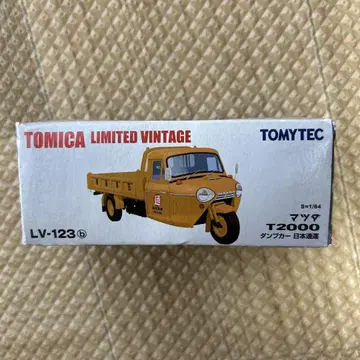 TOMICA LIMITED VINTAGE
TOMYTEC
S=1/64
マツダ
T2000
ダンプカー 日本通運
LV-123ⓑ